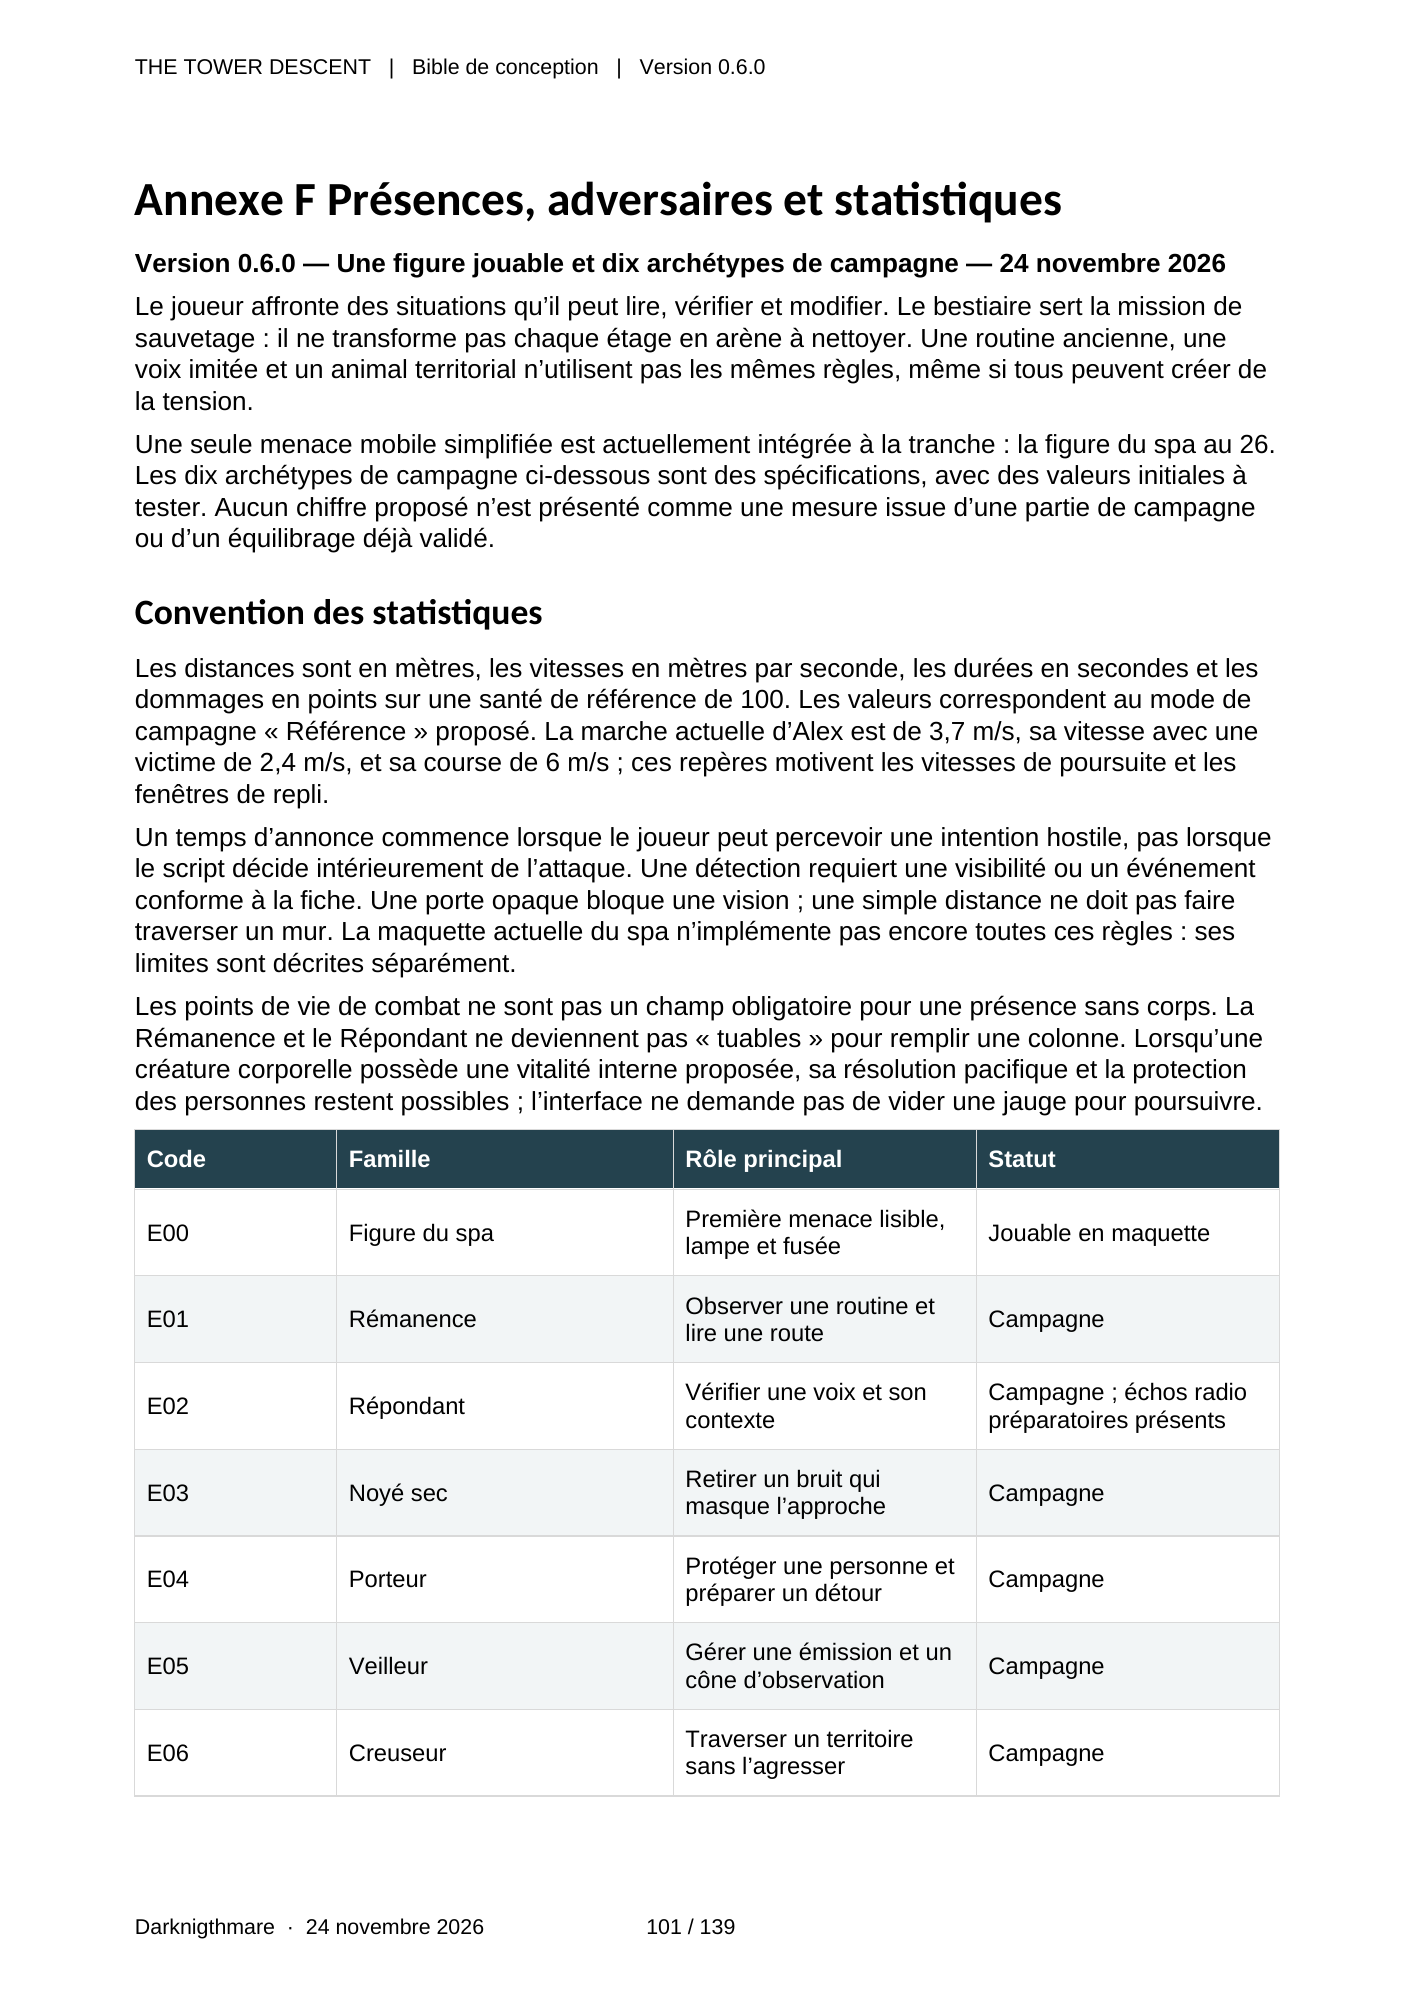 THE TOWER DESCENT | Bible de conception | Version 0.6.0
Annexe F Présences, adversaires et statistiques
Version 0.6.0 — Une figure jouable et dix archétypes de campagne — 24 novembre 2026
Le joueur affronte des situations qu’il peut lire, vérifier et modifier. Le bestiaire sert la mission de
sauvetage : il ne transforme pas chaque étage en arène à nettoyer. Une routine ancienne, une
voix imitée et un animal territorial n’utilisent pas les mêmes règles, même si tous peuvent créer de
la tension.
Une seule menace mobile simplifiée est actuellement intégrée à la tranche : la figure du spa au 26.
Les dix archétypes de campagne ci-dessous sont des spécifications, avec des valeurs initiales à
tester. Aucun chiffre proposé n’est présenté comme une mesure issue d’une partie de campagne
ou d’un équilibrage déjà validé.
Convention des statistiques
Les distances sont en mètres, les vitesses en mètres par seconde, les durées en secondes et les
dommages en points sur une santé de référence de 100. Les valeurs correspondent au mode de
campagne « Référence » proposé. La marche actuelle d’Alex est de 3,7 m/s, sa vitesse avec une
victime de 2,4 m/s, et sa course de 6 m/s ; ces repères motivent les vitesses de poursuite et les
fenêtres de repli.
Un temps d’annonce commence lorsque le joueur peut percevoir une intention hostile, pas lorsque
le script décide intérieurement de l’attaque. Une détection requiert une visibilité ou un événement
conforme à la fiche. Une porte opaque bloque une vision ; une simple distance ne doit pas faire
traverser un mur. La maquette actuelle du spa n’implémente pas encore toutes ces règles : ses
limites sont décrites séparément.
Les points de vie de combat ne sont pas un champ obligatoire pour une présence sans corps. La
Rémanence et le Répondant ne deviennent pas « tuables » pour remplir une colonne. Lorsqu’une
créature corporelle possède une vitalité interne proposée, sa résolution pacifique et la protection
des personnes restent possibles ; l’interface ne demande pas de vider une jauge pour poursuivre.
Code Famille Rôle principal Statut
E00 Figure du spa Première menace lisible, lampe et fusée Jouable en maquette
E01 Rémanence Observer une routine et lire une route Campagne
E02 Répondant Vérifier une voix et son contexte Campagne ; échos radio préparatoires présents
E03 Noyé sec Retirer un bruit qui masque l’approche Campagne
E04 Porteur Protéger une personne et préparer un détour Campagne
E05 Veilleur Gérer une émission et un cône d’observation Campagne
E06 Creuseur Traverser un territoire sans l’agresser Campagne
Darknigthmare · 24 novembre 2026 101 / 139